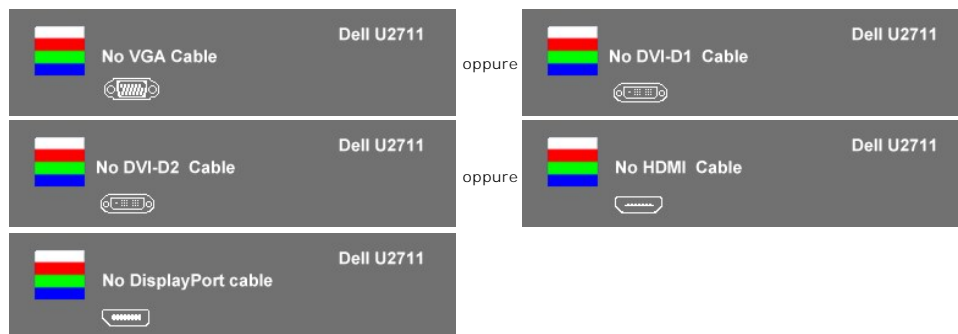 Dell U2711
No VGA Cable
oppure
Dell U2711
No DVI-D1 Cable
Dell U2711
No DVI-D2 Cable
oppure
Dell U2711
No HDMI Cable
Dell U2711
No DisplayPort cable